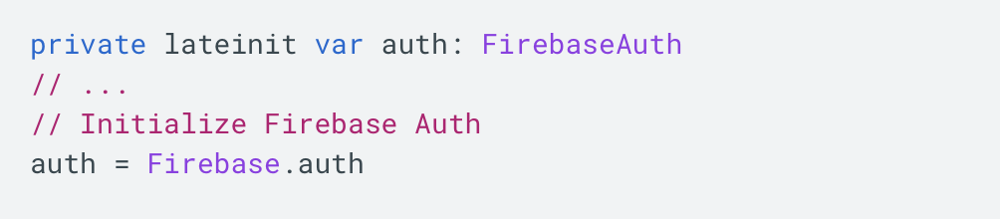 private lateinit var auth: FirebaseAuth
// ...
// Initialize Firebase Auth
auth = Firebase.auth